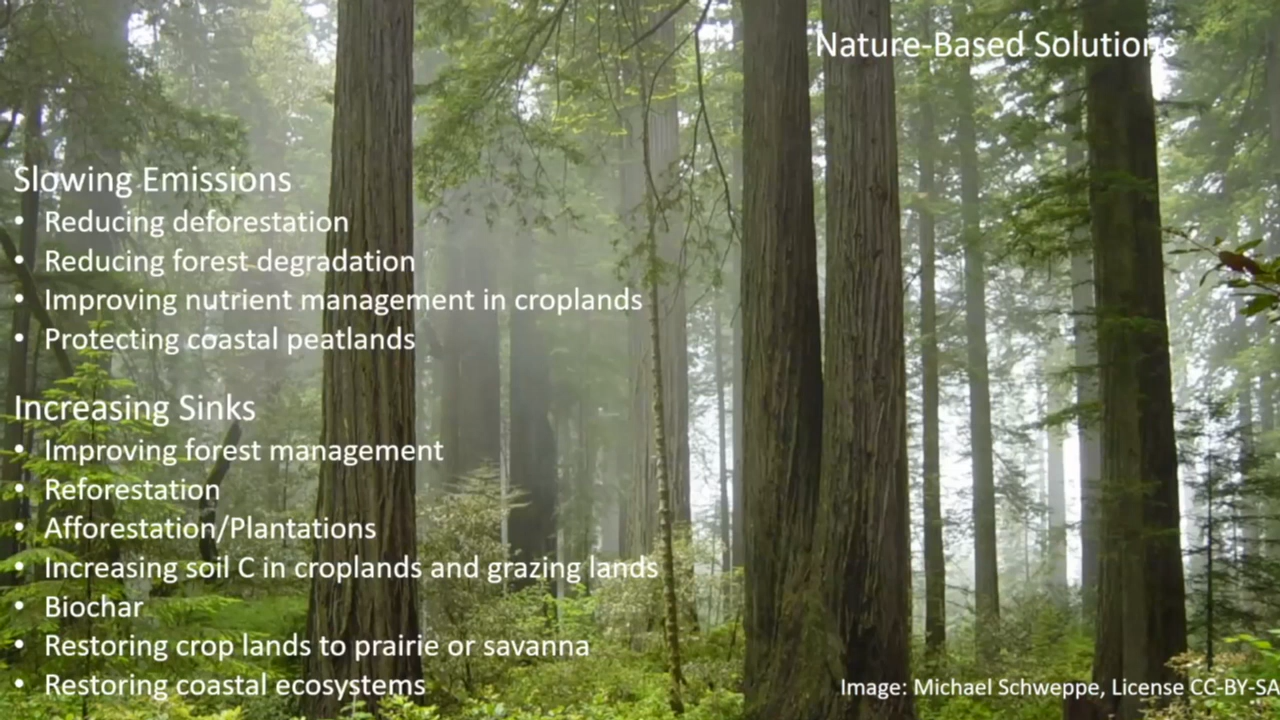 Nature-Based Solutions
Slowing Emissions
• Reducing deforestation
• Reducing forest degradation
• Improving nutrient management in croplands
• Protecting coastal peatlands
Increasing Sinks
• Improving forest management
• Reforestation
• Afforestation/Plantations
• Increasing soil C in croplands and grazing lands
• Biochar
• Restoring crop lands to prairie or savanna
• Restoring coastal ecosystems
Image: Michael Schweppe, License CC-BY-SA